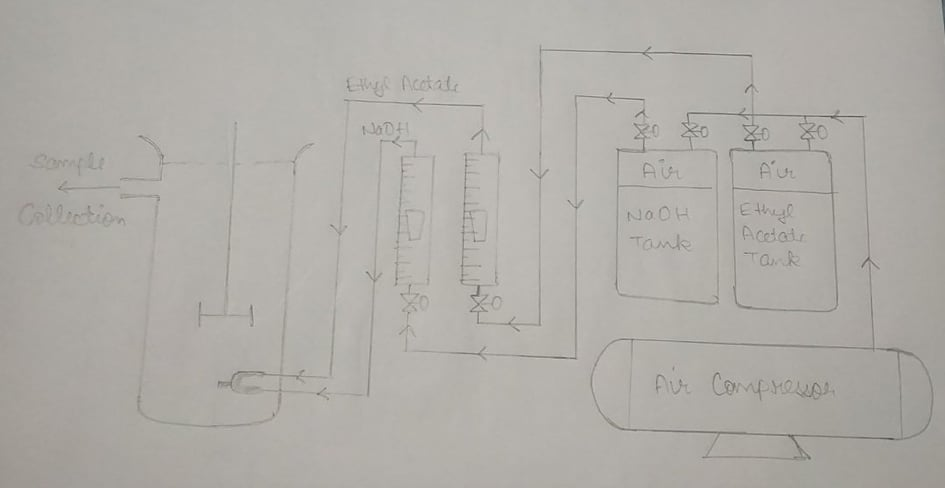 Ethyl Acetate
NaOH
Sample
Collection
Air
NaOH
Tank
Air
Ethyl
Acetate
Tank
Air Compressor